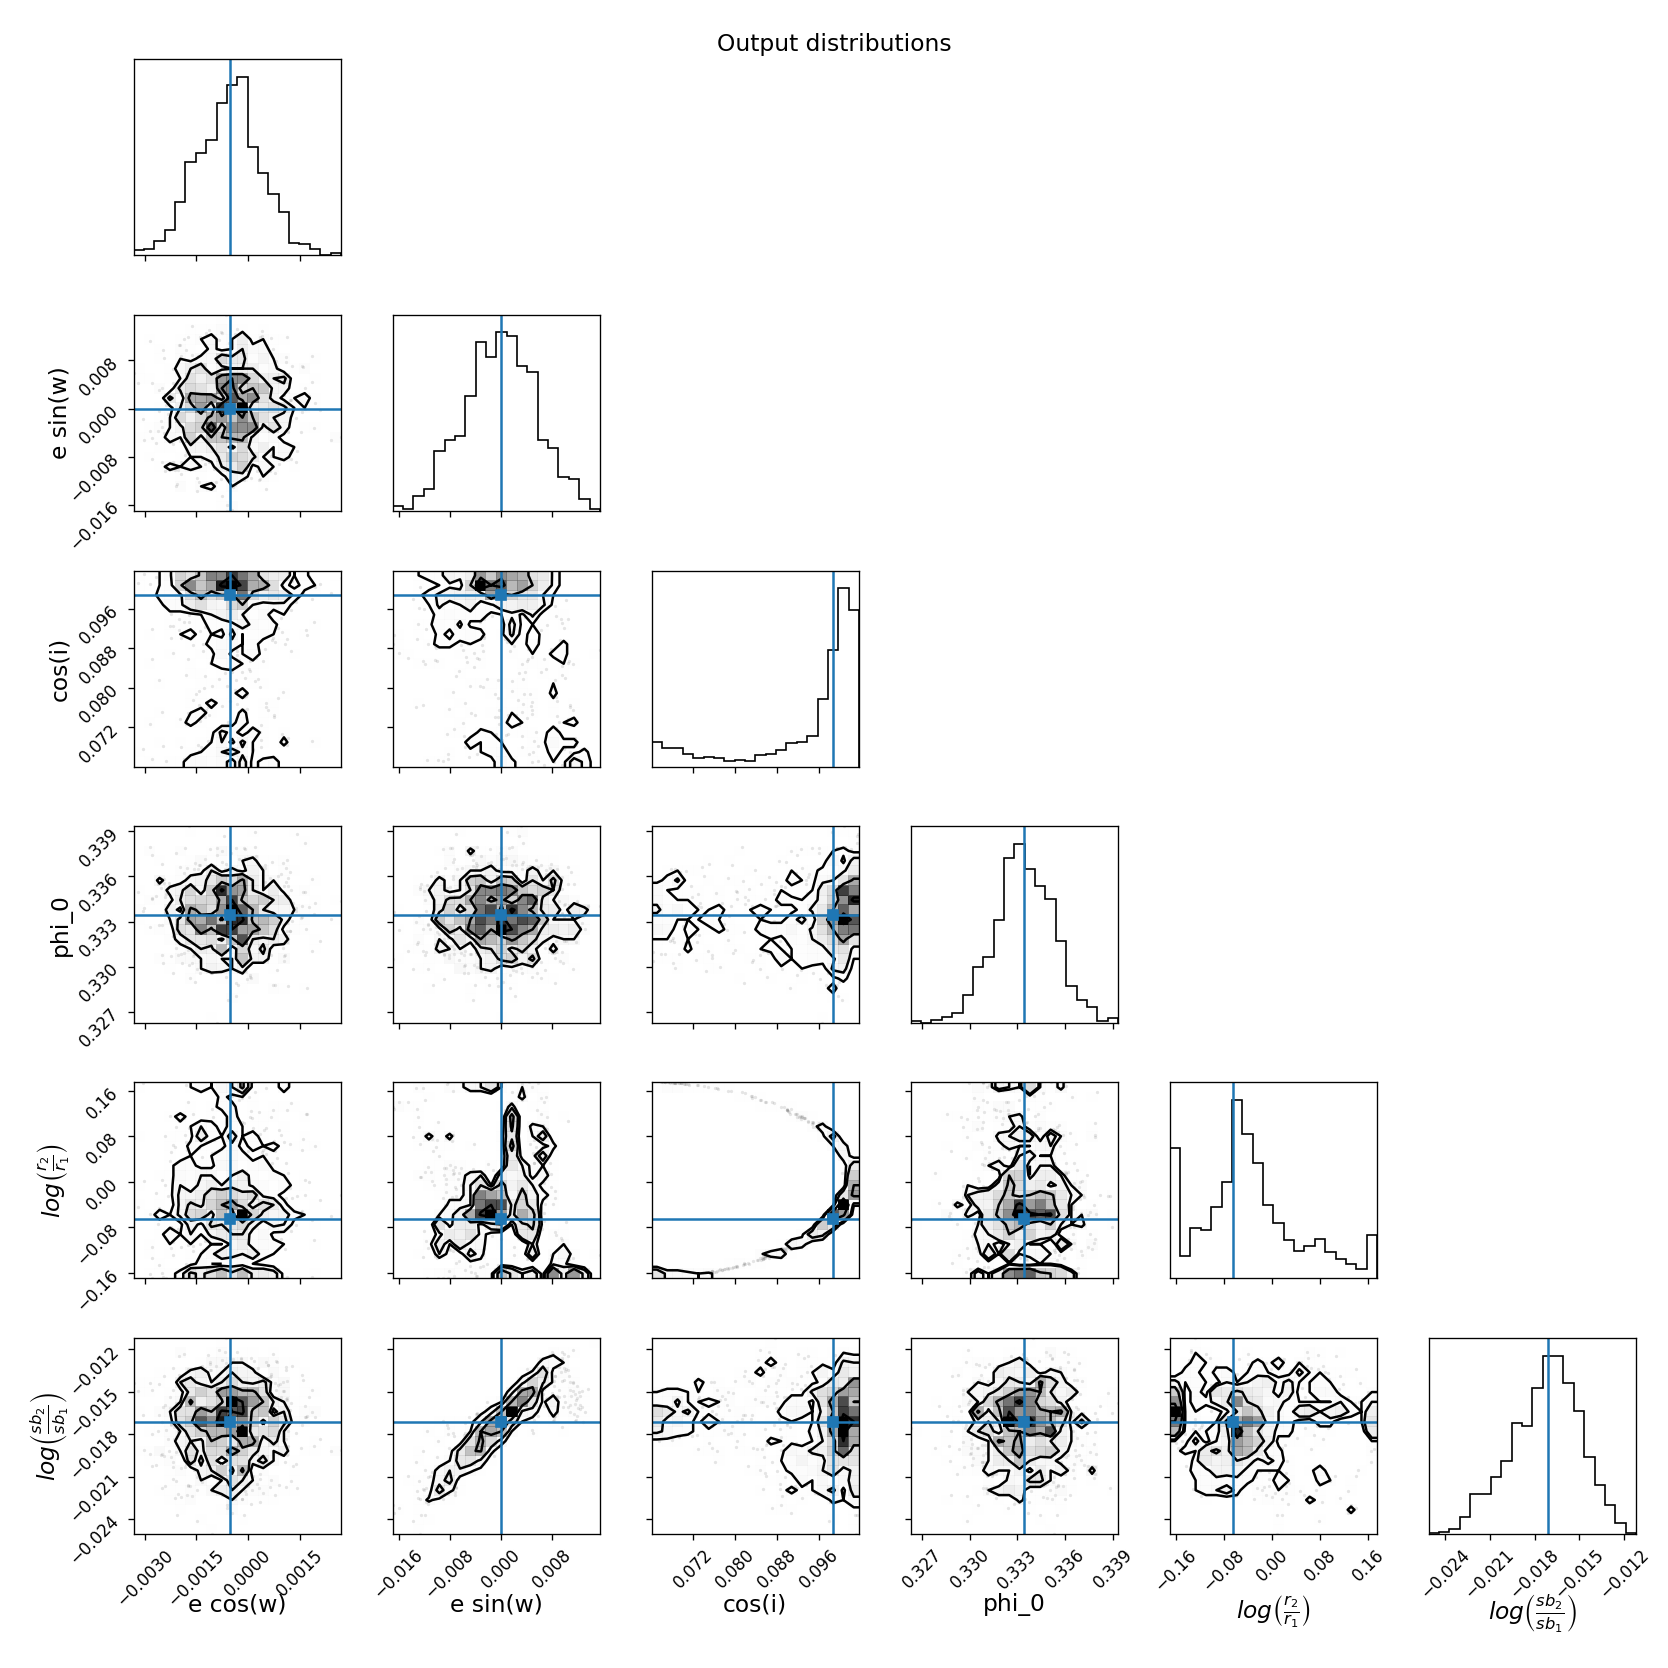 Output distributions
e sin(w)
0.008
0.000
−0.008
−0.016
cos(i)
0.096
0.088
0.080
0.072
phi_0
0.339
0.336
0.333
0.330
0.327
log(r₂/r₁)
0.16
0.08
0.00
−0.08
−0.16
log(sb₂/sb₁)
−0.012
−0.015
−0.018
−0.021
−0.024
−0.0030 −0.0015 0.0000 0.0015
−0.016 −0.008 0.000 0.008
0.072 0.080 0.088 0.096
0.327 0.330 0.333 0.336 0.339
−0.16 −0.08 0.00 0.08 0.16
−0.024 −0.021 −0.018 −0.015 −0.012
e cos(w) e sin(w) cos(i) phi_0 log(r₂/r₁) log(sb₂/sb₁)